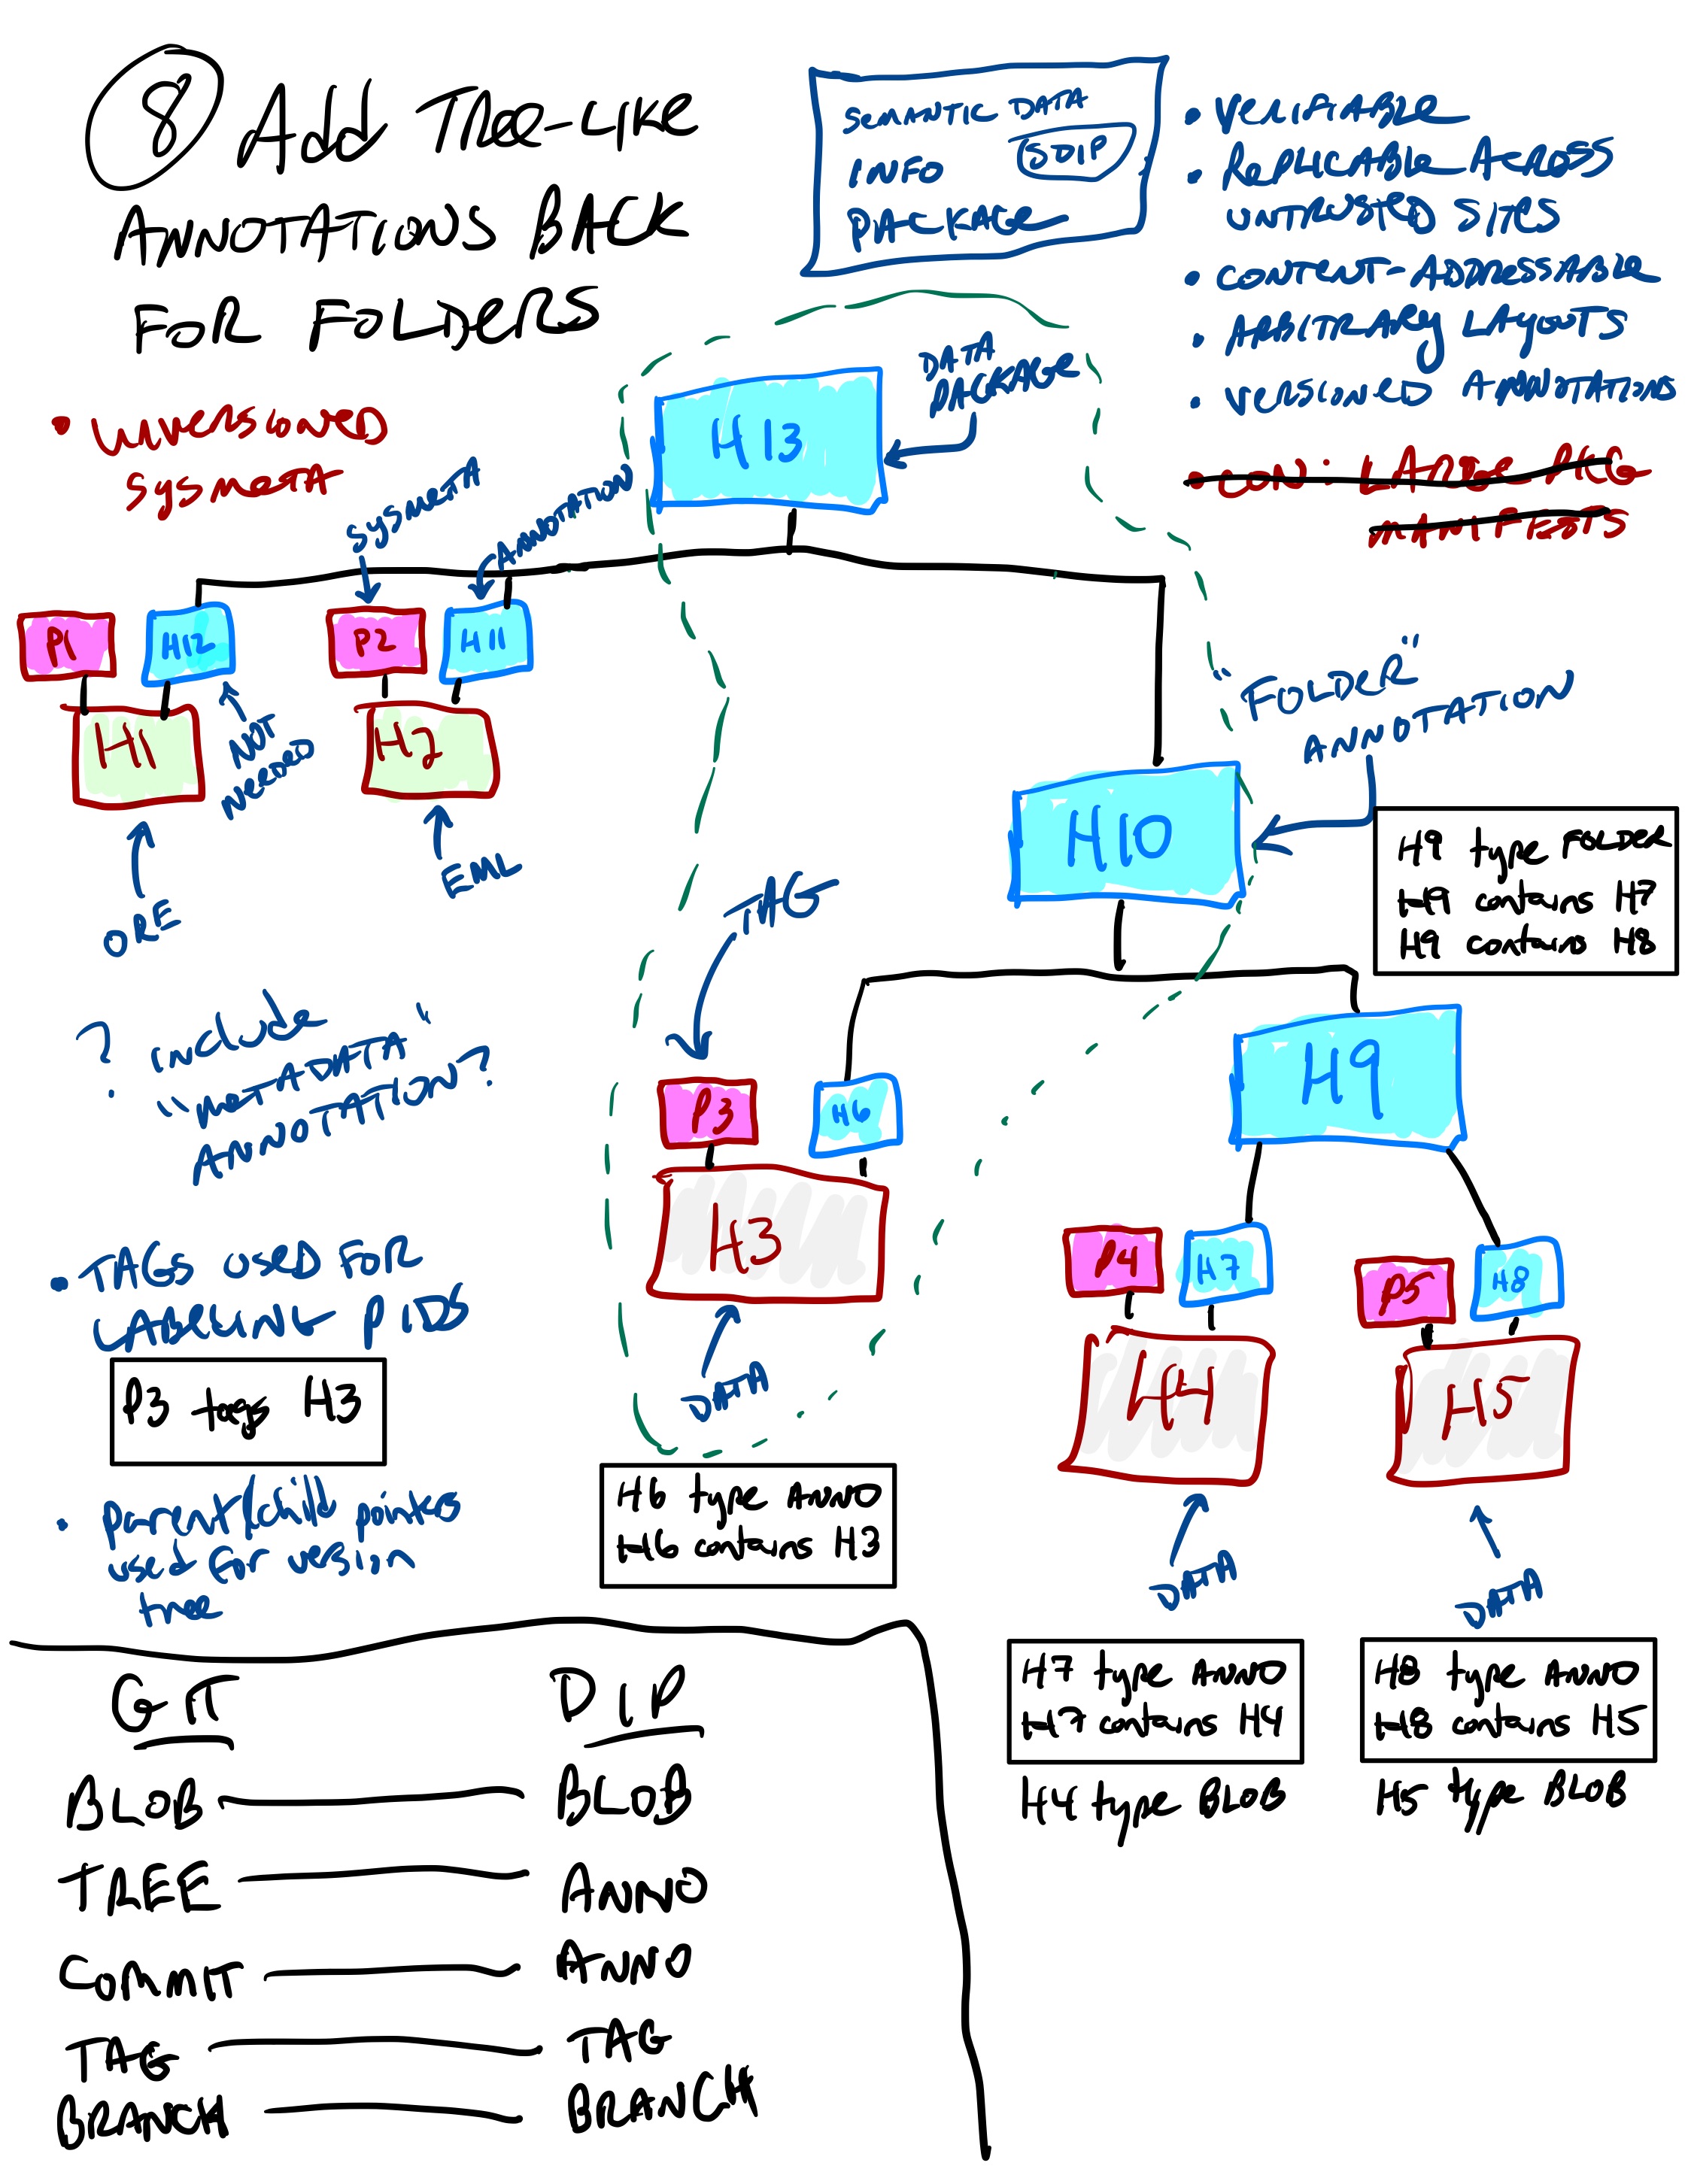 8 Add Tree-Like
Annotations Back
For Folders
Semantic Data
Info SDIP
Package
• Verifiable
• Replicable Across
Untrusted Sites
• Content-Addressable
• Arbitrary Layouts
• Versioned Annotations
• Con: Large Pkg
Manifests
• Unversioned
Sysmeta
Sysmeta
Annotation
H13
Data
Package
P1
H12
P2
H11
H1
Not
Needed
H2
ORE
EML
"Folder"
Annotation
H10
H9 type Folder
H9 contains H7
H9 contains H8
Tag
? include
"metadata"
Annotation?
H9
P3
H6
H3
Data
P4
H7
P5
H8
H4
H5
Data
Data
• Tags used for
Labeling PIDs
P3 tags H3
• parent/child pointers
used for version
tree
H6 type Anno
H6 contains H3
H7 type Anno
H7 contains H4
H4 type Blob
H8 type Anno
H8 contains H5
H5 type Blob
GIT DIP
Blob Blob
Tree Anno
Commit Anno
Tag Tag
Branch Branch